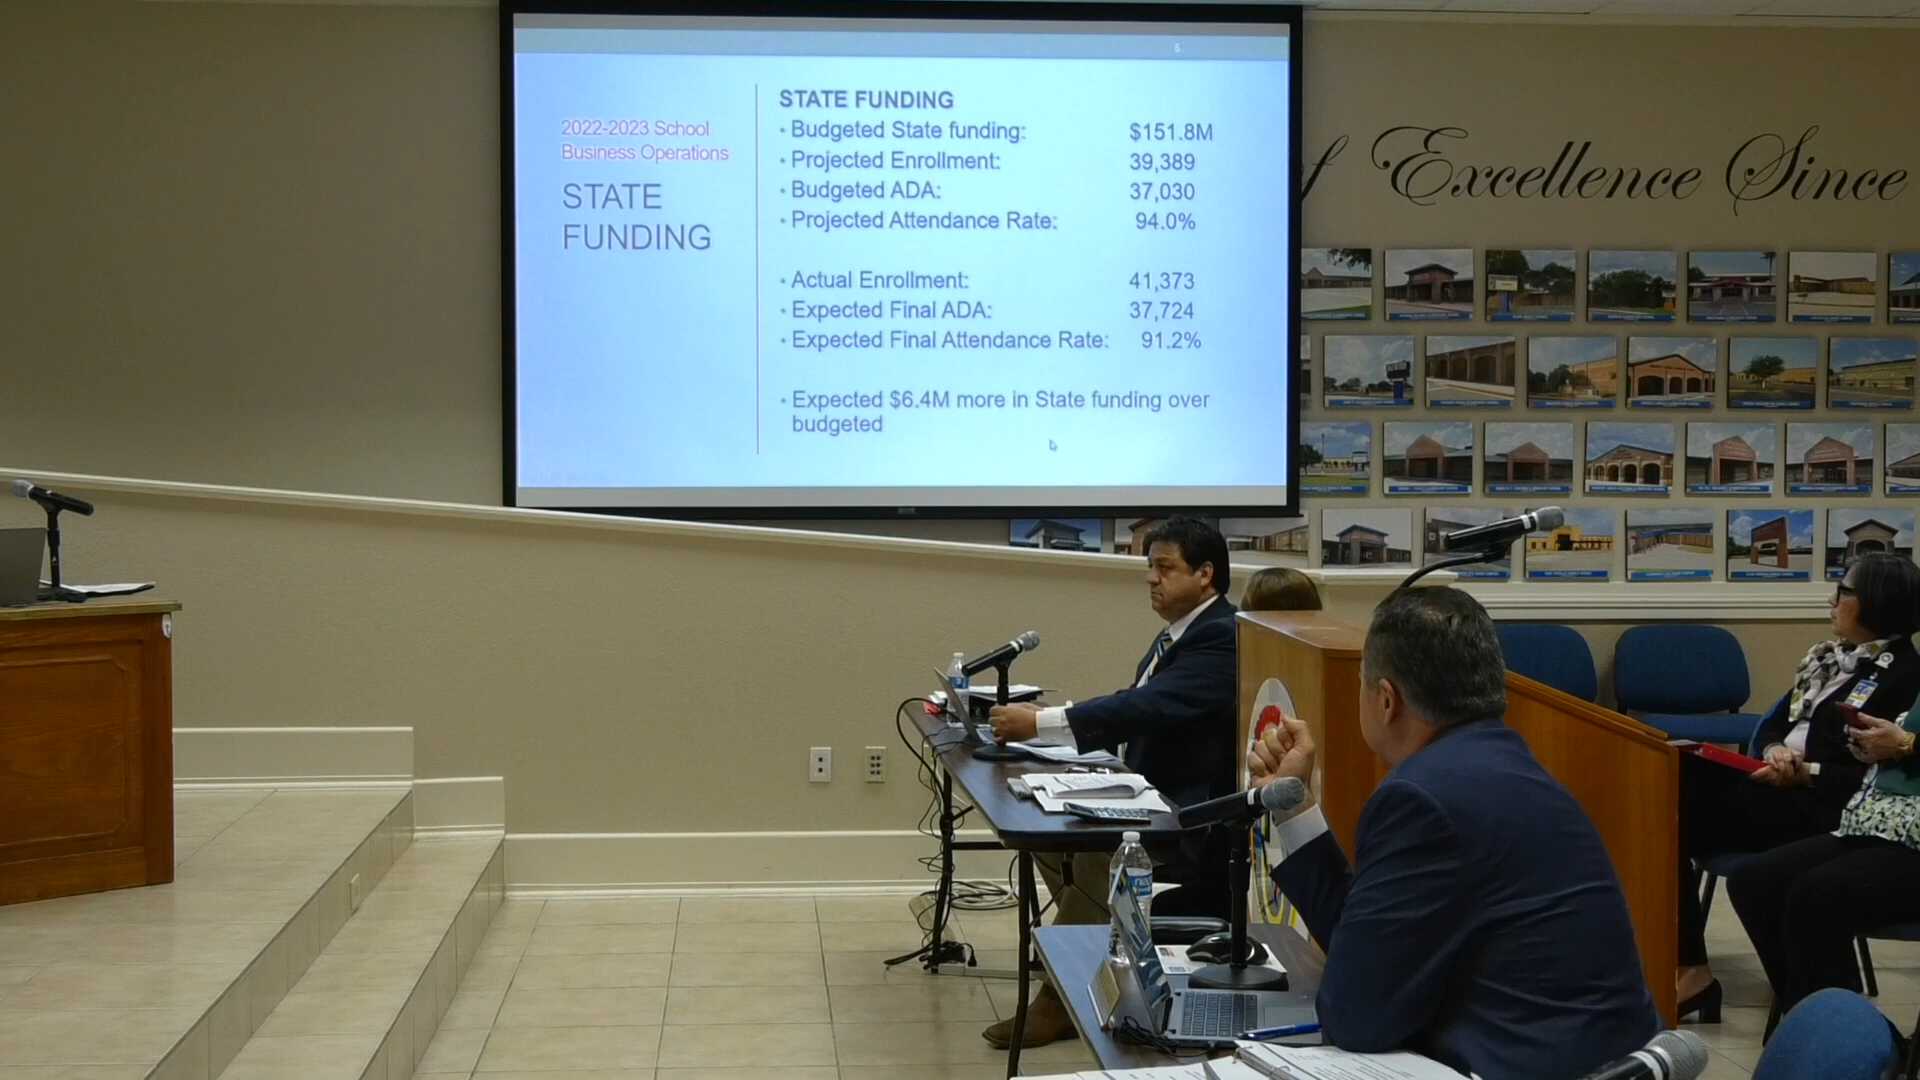 5
2022-2023 School
Business Operations
STATE
FUNDING
STATE FUNDING
• Budgeted State funding: $151.8M
• Projected Enrollment: 39,389
• Budgeted ADA: 37,030
• Projected Attendance Rate: 94.0%
• Actual Enrollment: 41,373
• Expected Final ADA: 37,724
• Expected Final Attendance Rate: 91.2%
• Expected $6.4M more in State funding over
budgeted
f Excellence Since